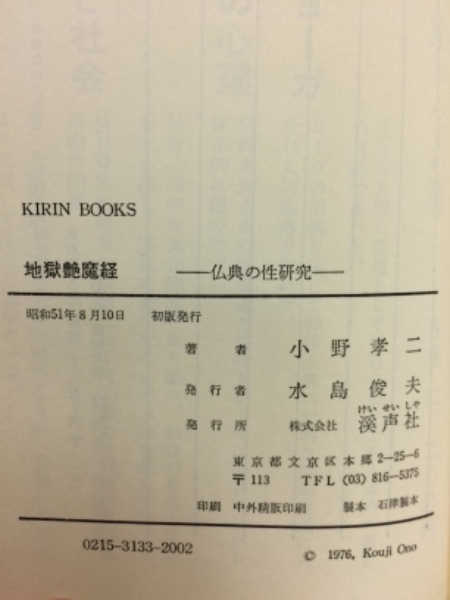 KIRIN BOOKS
地獄艶魔経 ——仏典の性研究——
昭和51年8月10日 初版発行
著者 小野孝二
発行者 水島俊夫
けいせいしや
発行所 株式会社 溪声社
東京都文京区本郷2-25-6
〒113 TFL (03) 816-5375
印刷 中外精版印刷 製本 石津製本
0215-3133-2002
© 1976, Kouji Ono